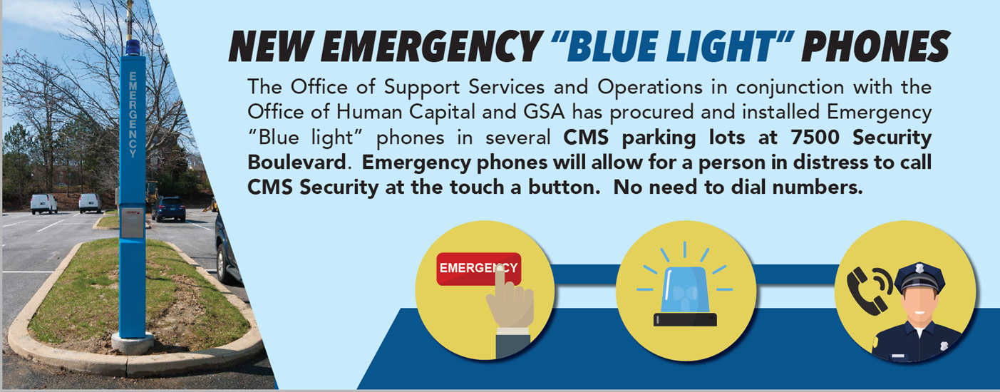 NEW EMERGENCY “BLUE LIGHT” PHONES
The Office of Support Services and Operations in conjunction with the
Office of Human Capital and GSA has procured and installed Emergency
“Blue light” phones in several CMS parking lots at 7500 Security
Boulevard.  Emergency phones will allow for a person in distress to call
CMS Security at the touch a button.  No need to dial numbers.
EMERGENCY
EMERGENCY